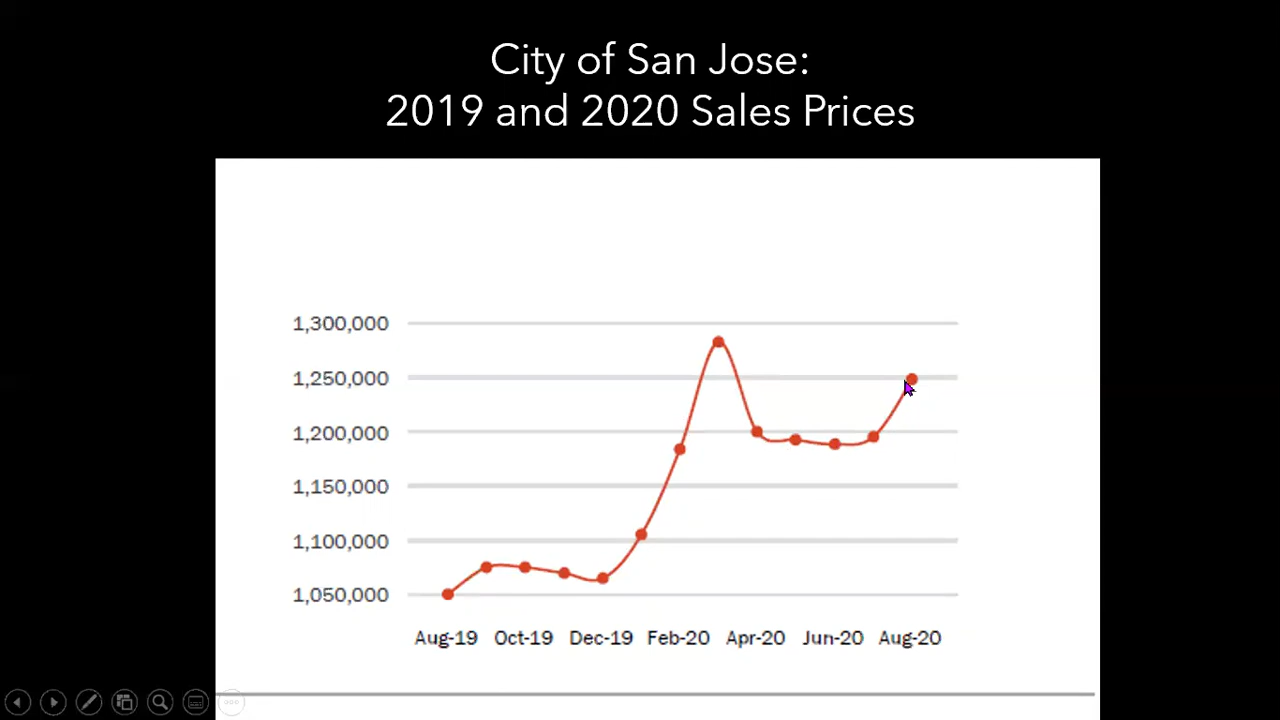 City of San Jose:
2019 and 2020 Sales Prices
1,300,000
1,250,000
1,200,000
1,150,000
1,100,000
1,050,000
Aug-19 Oct-19 Dec-19 Feb-20 Apr-20 Jun-20 Aug-20